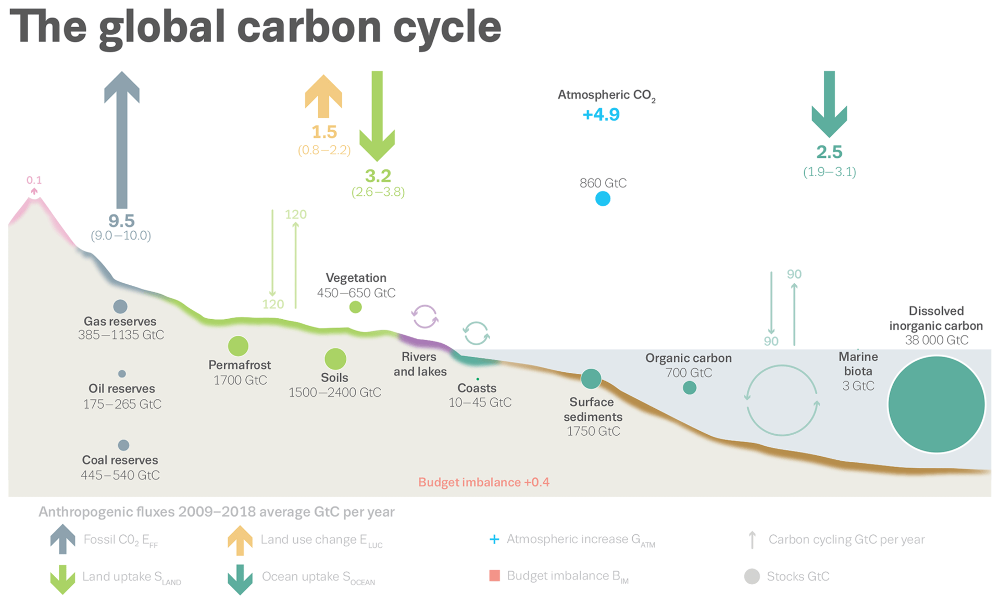 The global carbon cycle
0.1
9.5
(9.0–10.0)
1.5
(0.8–2.2)
3.2
(2.6–3.8)
Atmospheric CO2
+4.9
860 GtC
2.5
(1.9–3.1)
120
120
Vegetation
450–650 GtC
90
90
Gas reserves
385–1135 GtC
Oil reserves
175–265 GtC
Coal reserves
445–540 GtC
Permafrost
1700 GtC
Soils
1500–2400 GtC
Rivers
and lakes
Coasts
10–45 GtC
Surface
sediments
1750 GtC
Organic carbon
700 GtC
Marine
biota
3 GtC
Dissolved
inorganic carbon
38 000 GtC
Budget imbalance +0.4
Anthropogenic fluxes 2009–2018 average GtC per year
Fossil C02 EFF
Land use change ELUC
+ Atmospheric increase GATM
Carbon cycling GtC per year
Land uptake SLAND
Ocean uptake SOCEAN
Budget imbalance BIM
Stocks GtC